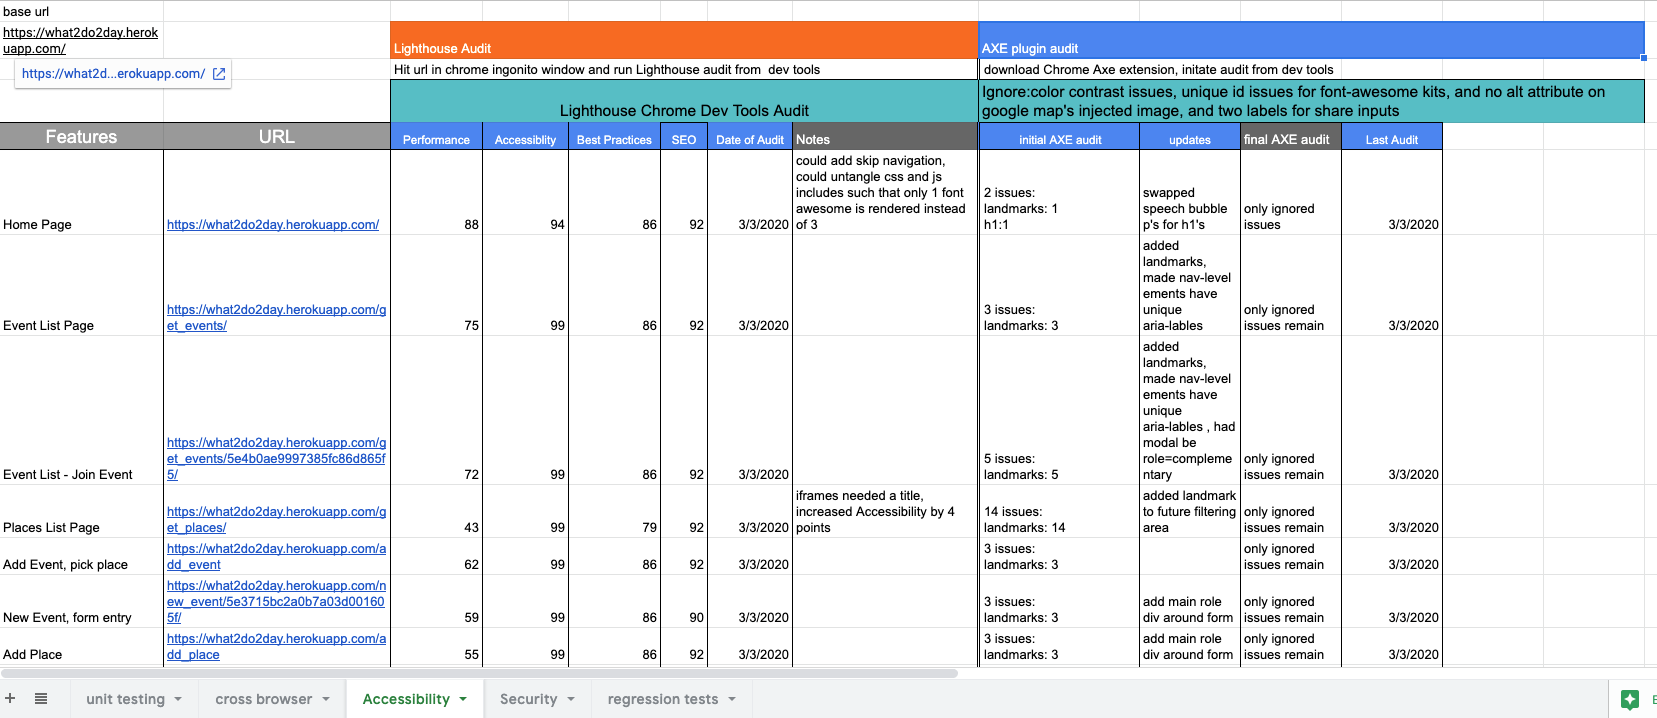 base url
https://what2do2day.herok
uapp.com/
https://what2d...erokuapp.com/
Lighthouse Audit
AXE plugin audit
Hit url in chrome ingonito window and run Lighthouse audit from  dev tools
download Chrome Axe extension, initate audit from dev tools
Lighthouse Chrome Dev Tools Audit
Ignore:color contrast issues, unique id issues for font-awesome kits, and no alt attribute on
google map's injected image, and two labels for share inputs
Features
URL
Performance
Accessiblity
Best Practices
SEO
Date of Audit
Notes
initial AXE audit
updates
final AXE audit
Last Audit
Home Page
https://what2do2day.herokuapp.com/
88
94
86
92
3/3/2020
could add skip navigation,
could untangle css and js
includes such that only 1 font
awesome is rendered instead
of 3
2 issues:
landmarks: 1
h1:1
swapped
speech bubble
p's for h1's
only ignored
issues
3/3/2020
Event List Page
https://what2do2day.herokuapp.com/g
et_events/
75
99
86
92
3/3/2020
3 issues:
landmarks: 3
added
landmarks,
made nav-level
ements have
unique
aria-lables
only ignored
issues remain
3/3/2020
Event List - Join Event
https://what2do2day.herokuapp.com/g
et_events/5e4b0ae9997385fc86d865f
5/
72
99
86
92
3/3/2020
5 issues:
landmarks: 5
added
landmarks,
made nav-level
ements have
unique
aria-lables , had
modal be
role=compleme
ntary
only ignored
issues remain
3/3/2020
Places List Page
https://what2do2day.herokuapp.com/g
et_places/
43
99
79
92
3/3/2020
iframes needed a title,
increased Accessibility by 4
points
14 issues:
landmarks: 14
added landmark
to future filtering
area
only ignored
issues remain
3/3/2020
Add Event, pick place
https://what2do2day.herokuapp.com/a
dd_event
62
99
86
92
3/3/2020
3 issues:
landmarks: 3
only ignored
issues remain
3/3/2020
New Event, form entry
https://what2do2day.herokuapp.com/n
ew_event/5e3715bc2a0b7a03d00160
5f/
59
99
86
90
3/3/2020
3 issues:
landmarks: 3
add main role
div around form
only ignored
issues remain
3/3/2020
Add Place
https://what2do2day.herokuapp.com/a
dd_place
55
99
86
92
3/3/2020
3 issues:
landmarks: 3
add main role
div around form
only ignored
issues remain
3/3/2020
unit testing
cross browser
Accessibility
Security
regression tests